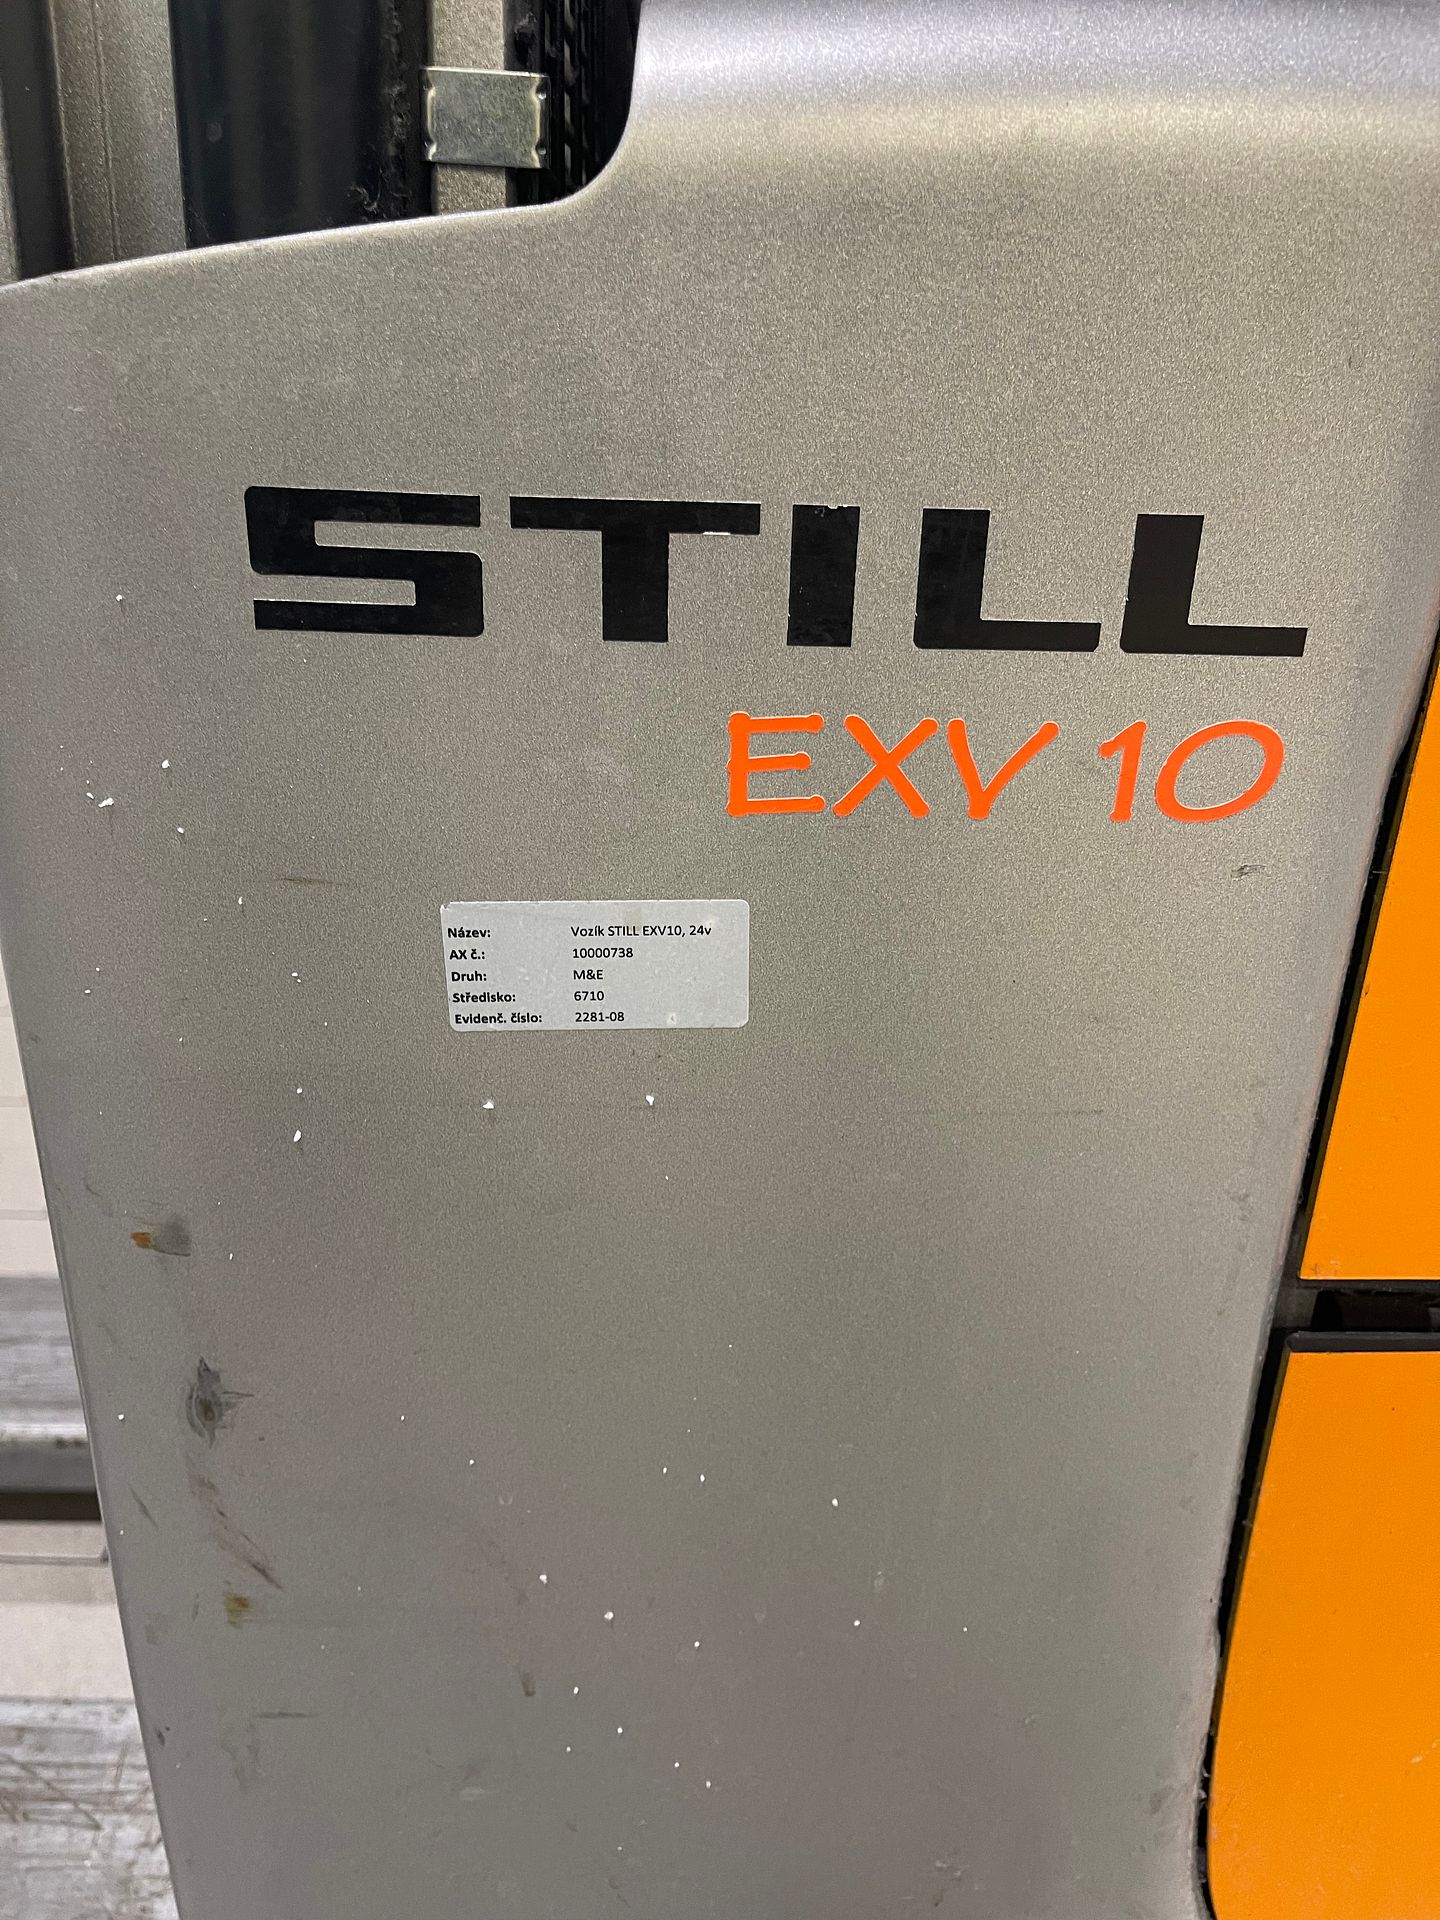 STILL
EXV 10
Název: Vozík STILL EXV10, 24v
AX č.: 10000738
Druh: M&E
Středisko: 6710
Evidenč. číslo: 2281-08